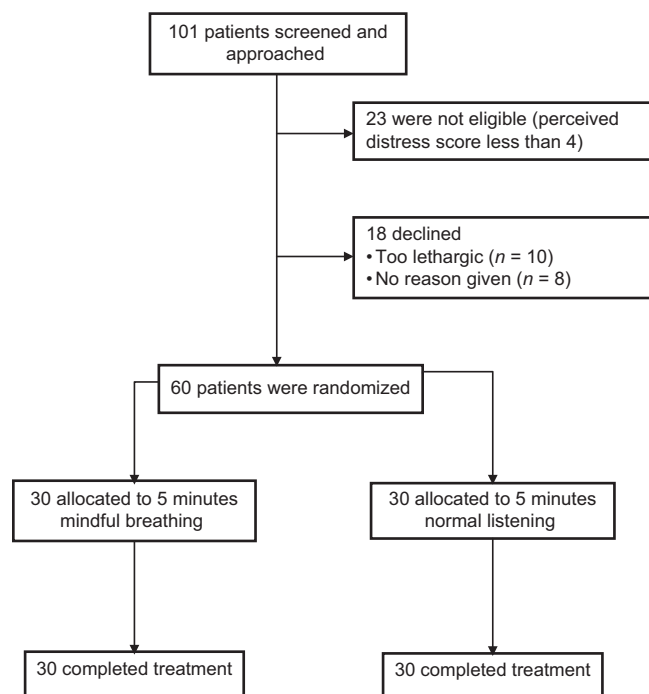 101 patients screened and
approached
23 were not eligible (perceived
distress score less than 4)
18 declined
• Too lethargic (n = 10)
• No reason given (n = 8)
60 patients were randomized
30 allocated to 5 minutes
mindful breathing
30 allocated to 5 minutes
normal listening
30 completed treatment
30 completed treatment